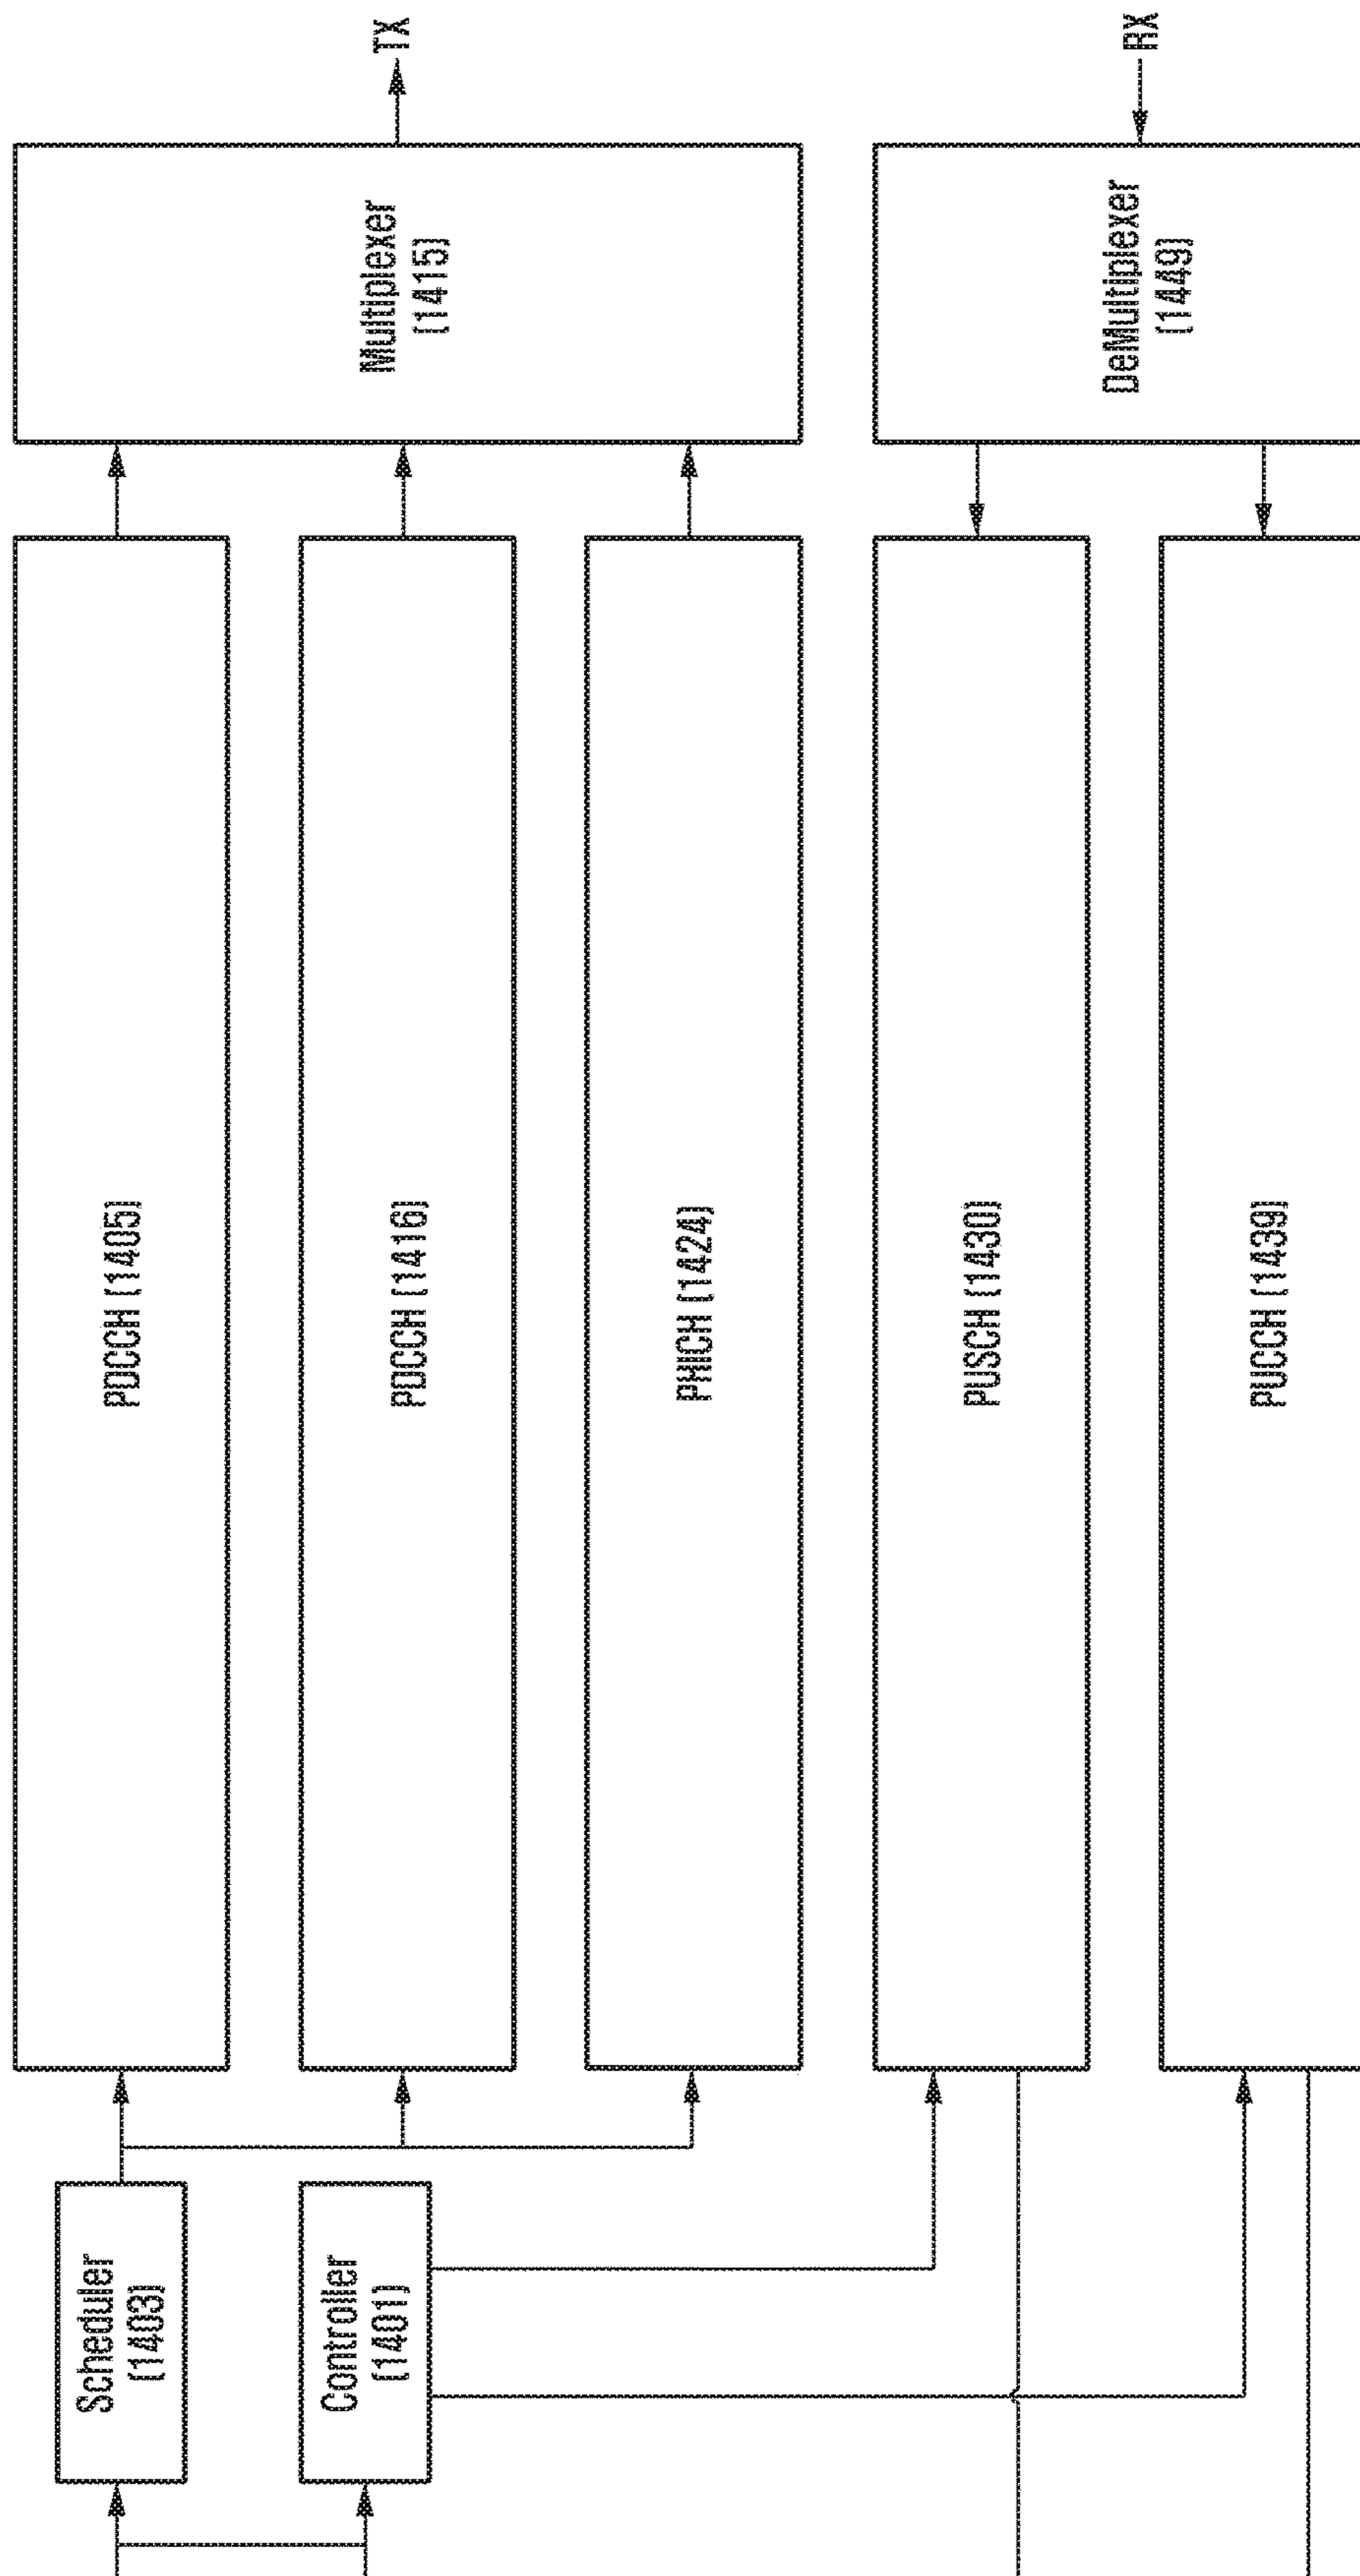 Scheduler
(1403)
PDCCH (1405)
Multiplexer
(1415)
TX
Controller
(1401)
PDCCH (1416)
PHICH (1424)
PUSCH (1430)
DeMultiplexer
(1449)
RX
PUCCH (1439)